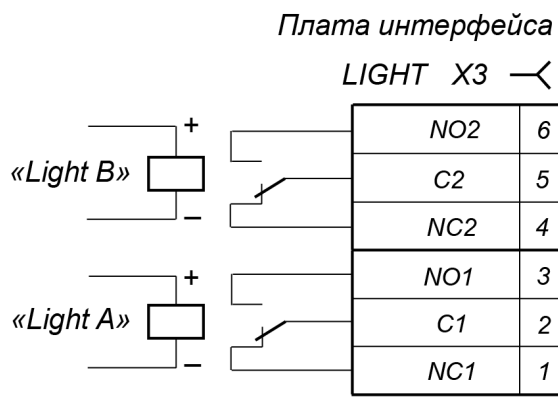 Плата интерфейса
LIGHT X3
+
NO2 6
«Light B»
C2 5
–
NC2 4
+
NO1 3
«Light A»
C1 2
–
NC1 1